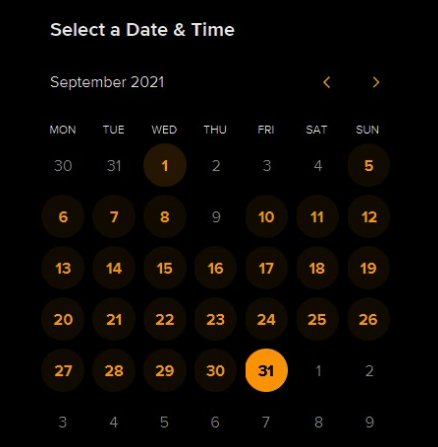 Select a Date & Time
September 2021
MON TUE WED THU FRI SAT SUN
30 31 1 2 3 4 5
6 7 8 9 10 11 12
13 14 15 16 17 18 19
20 21 22 23 24 25 26
27 28 29 30 31 1 2
3 4 5 6 7 8 9